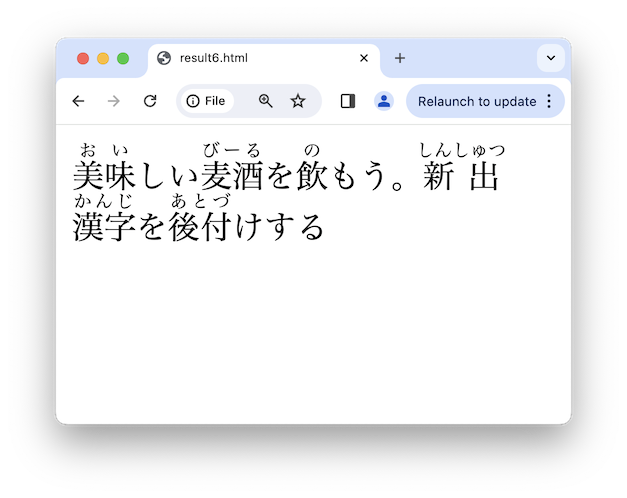 result6.html
File
Relaunch to update
おい びーる の しんしゅつ
美味しい麦酒を飲もう。新出
かんじ あとづ
漢字を後付けする